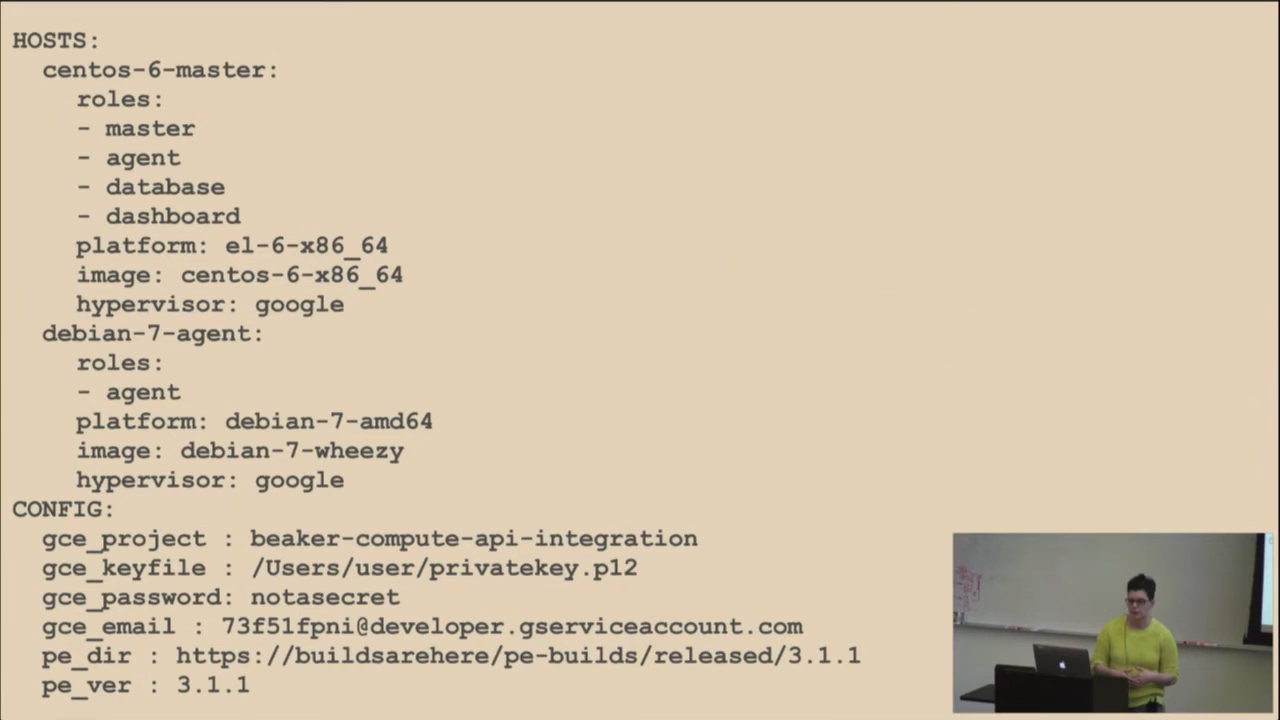 HOSTS:
centos-6-master:
roles:
- master
- agent
- database
- dashboard
platform: el-6-x86_64
image: centos-6-x86_64
hypervisor: google
debian-7-agent:
roles:
- agent
platform: debian-7-amd64
image: debian-7-wheezy
hypervisor: google
CONFIG:
gce_project : beaker-compute-api-integration
gce_keyfile : /Users/user/privatekey.p12
gce_password: notasecret
gce_email : 73f51fpni@developer.gserviceaccount.com
pe_dir : https://buildsarehere/pe-builds/released/3.1.1
pe_ver : 3.1.1